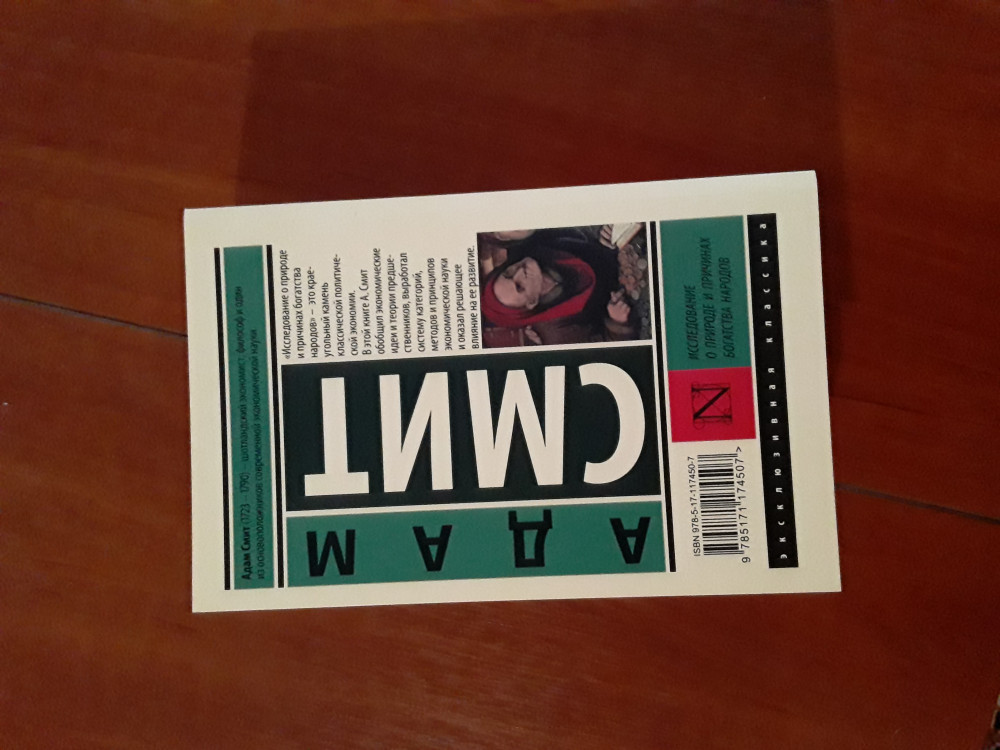 Адам Смит (1723 – 1790) – шотландский экономист, философ и один
из основоположников современной экономической науки
«Исследование о природе
и причинах богатства
народов» – это крае-
угольный камень
классической политиче-
ской экономии.
В этой книге А. Смит
обобщил экономические
идеи и теории предше-
ственников, выработал
систему категорий,
методов и принципов
экономической науки
и оказал решающее
влияние на ее развитие.
АДАМ
СМИТ
ИССЛЕДОВАНИЕ
О ПРИРОДЕ И ПРИЧИНАХ
БОГАТСТВА НАРОДОВ
N
ISBN 978-5-17-117450-7
9 785171 174507 >
эксклюзивная классика